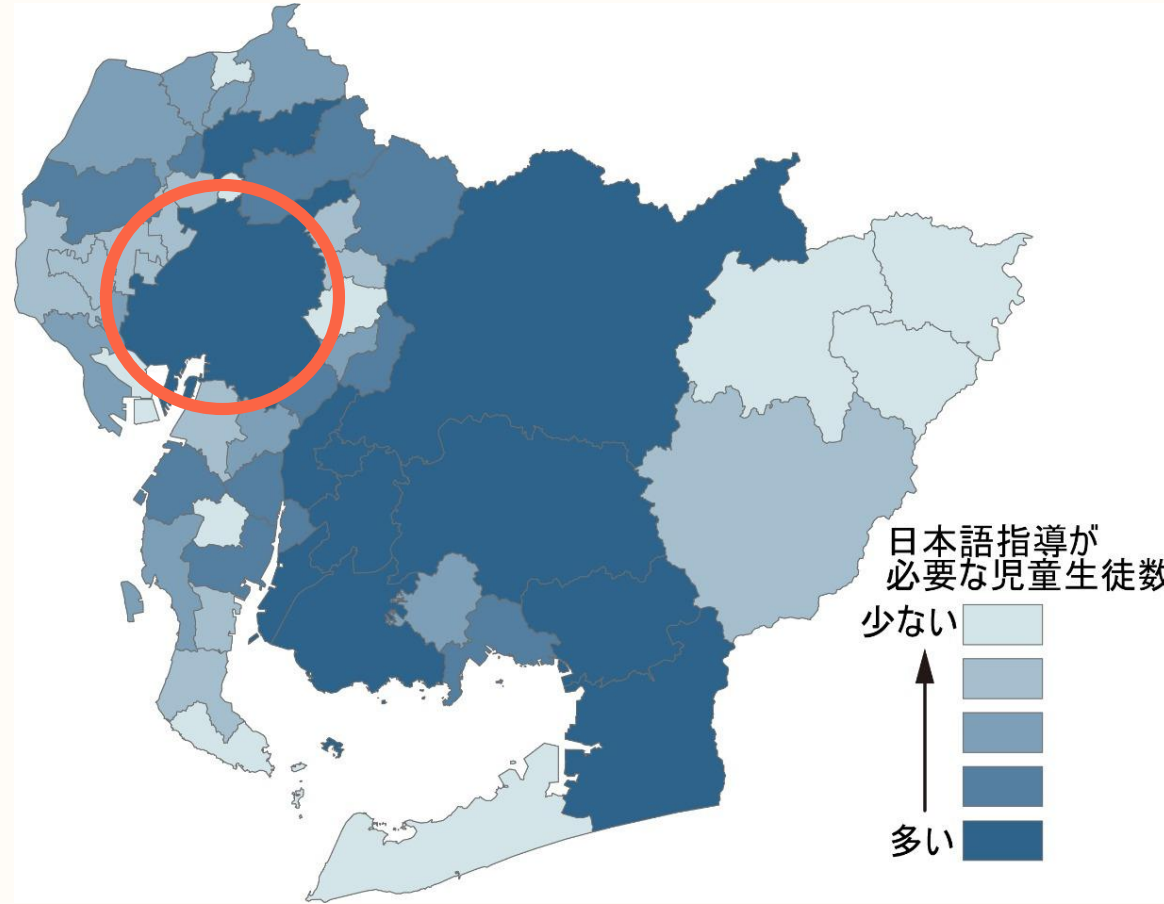 日本語指導が
必要な児童生徒数
少ない
多い